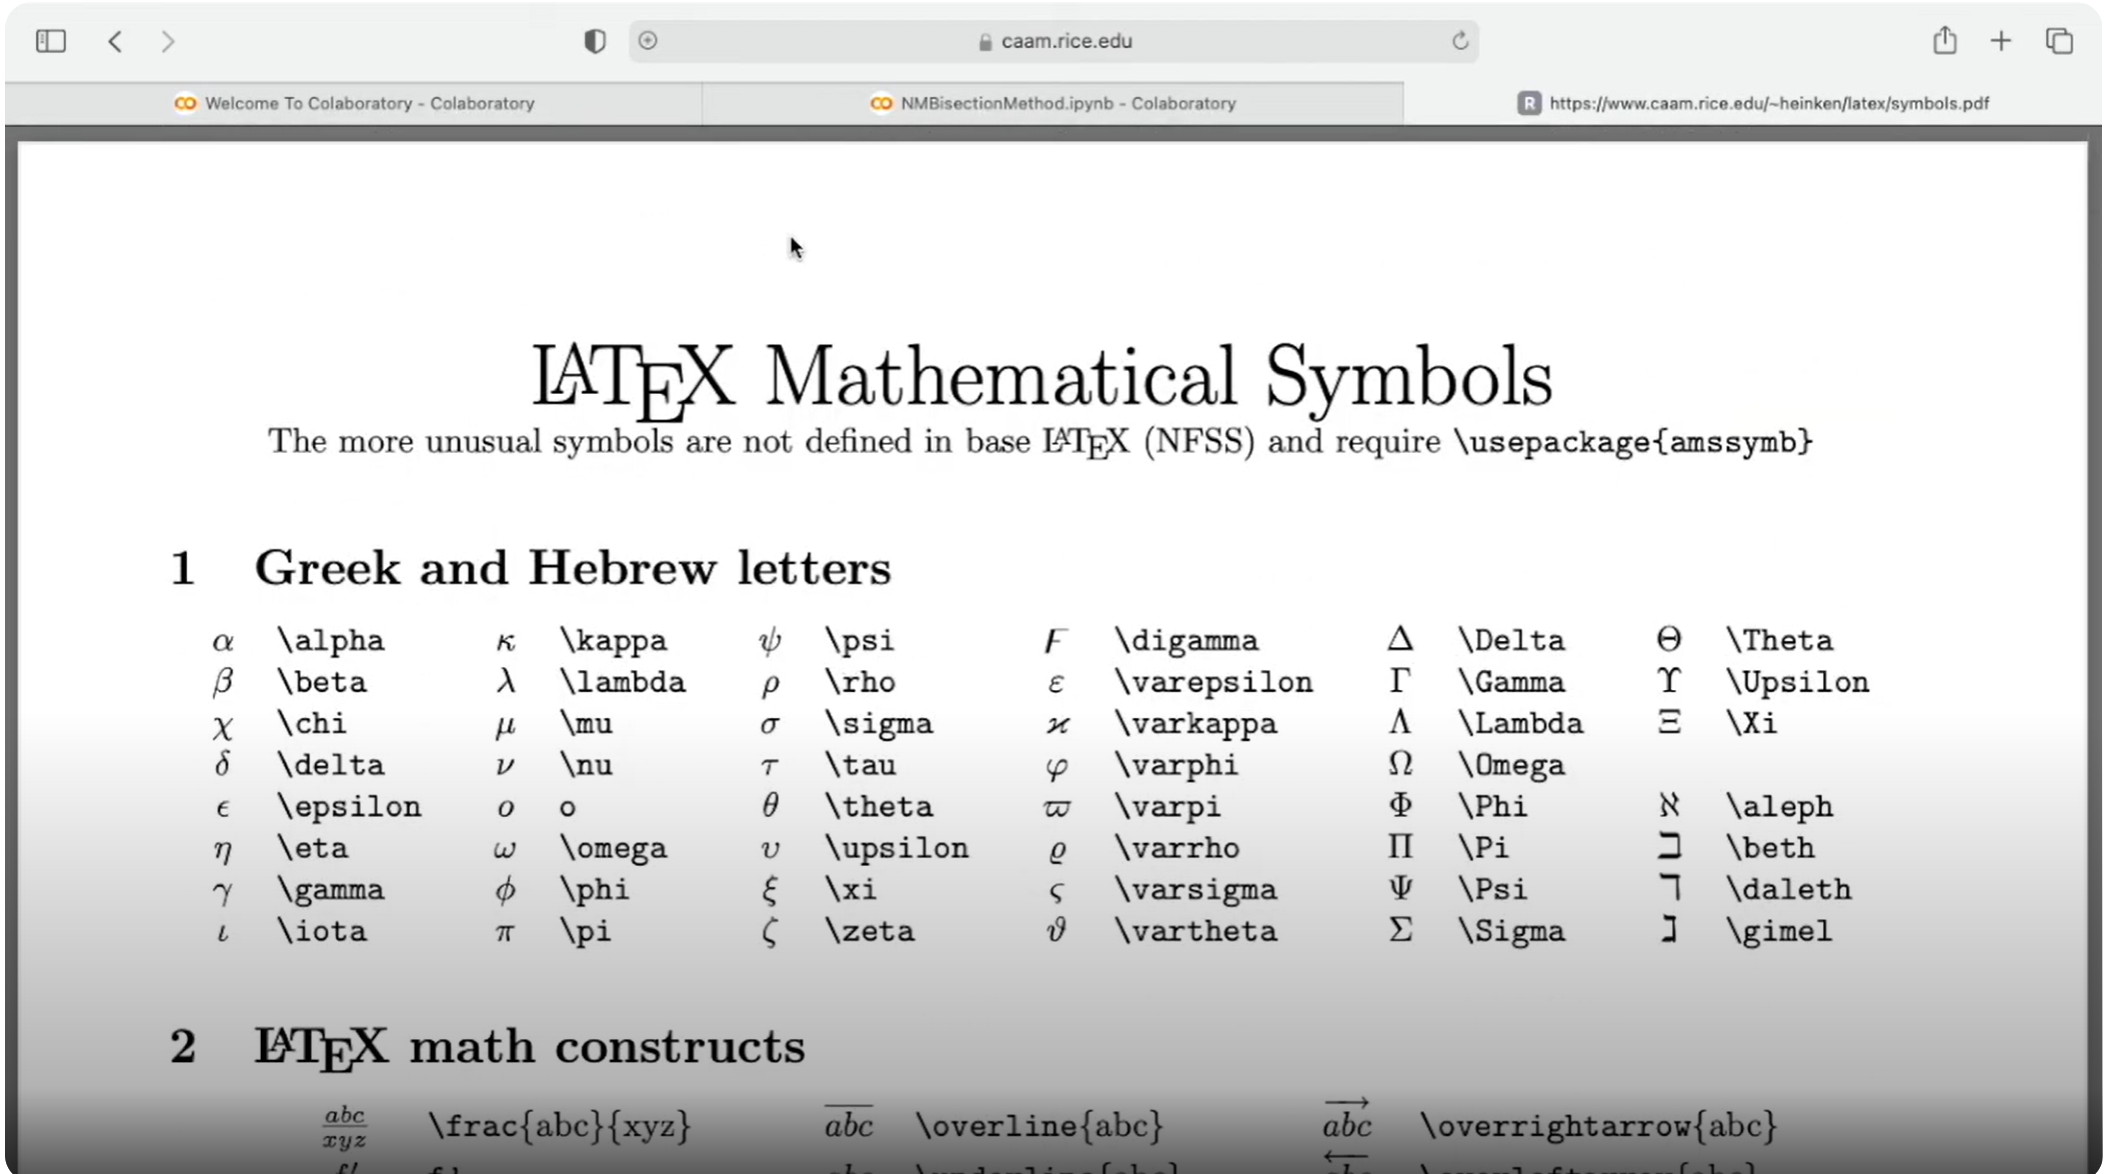 caam.rice.edu
Welcome To Colaboratory - Colaboratory NMBisectionMethod.ipynb - Colaboratory R https://www.caam.rice.edu/~heinken/latex/symbols.pdf
LATEX Mathematical Symbols
The more unusual symbols are not defined in base LATEX (NFSS) and require \usepackage{amssymb}
1 Greek and Hebrew letters
α \alpha κ \kappa ψ \psi ϝ \digamma Δ \Delta Θ \Theta
β \beta λ \lambda ρ \rho ε \varepsilon Γ \Gamma ϒ \Upsilon
χ \chi μ \mu σ \sigma ϰ \varkappa Λ \Lambda Ξ \Xi
δ \delta ν \nu τ \tau φ \varphi Ω \Omega
ϵ \epsilon o o θ \theta ϖ \varpi Φ \Phi ℵ \aleph
η \eta ω \omega υ \upsilon ϱ \varrho Π \Pi ℶ \beth
γ \gamma ϕ \phi ξ \xi ς \varsigma Ψ \Psi ℸ \daleth
ι \iota π \pi ζ \zeta ϑ \vartheta Σ \Sigma ℷ \gimel
2 LATEX math constructs
abc/xyz \frac{abc}{xyz} abc \overline{abc} abc \overrightarrow{abc}